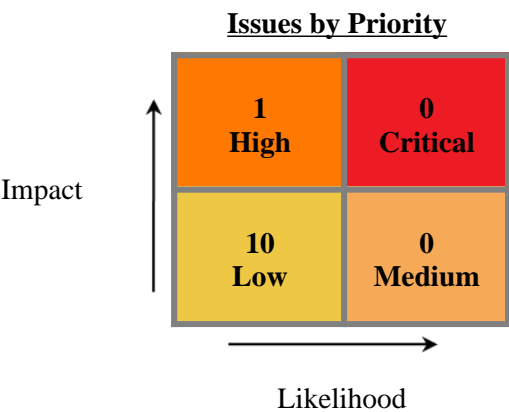 Issues by Priority
1
High
0
Critical
Impact
10
Low
0
Medium
Likelihood